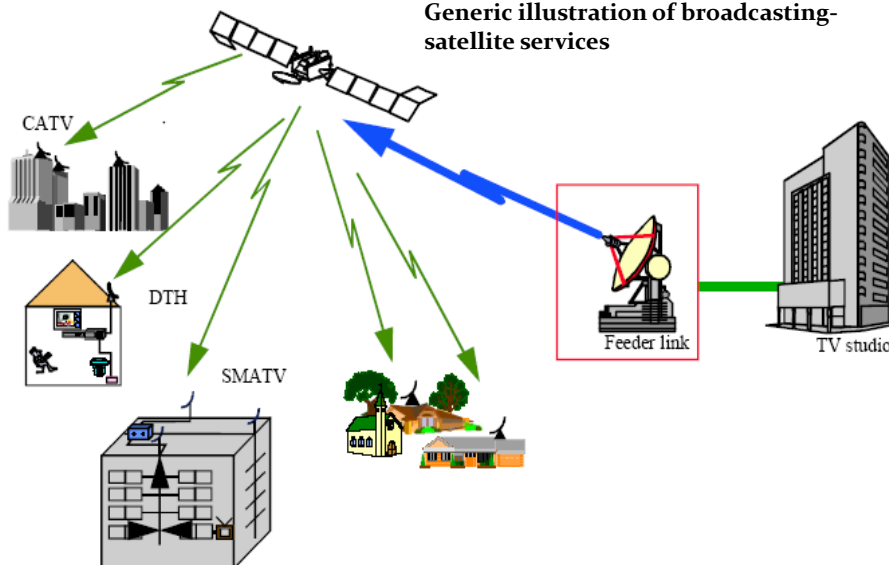 Generic illustration of broadcasting-
satellite services
CATV
DTH
SMATV
Feeder link
TV studio